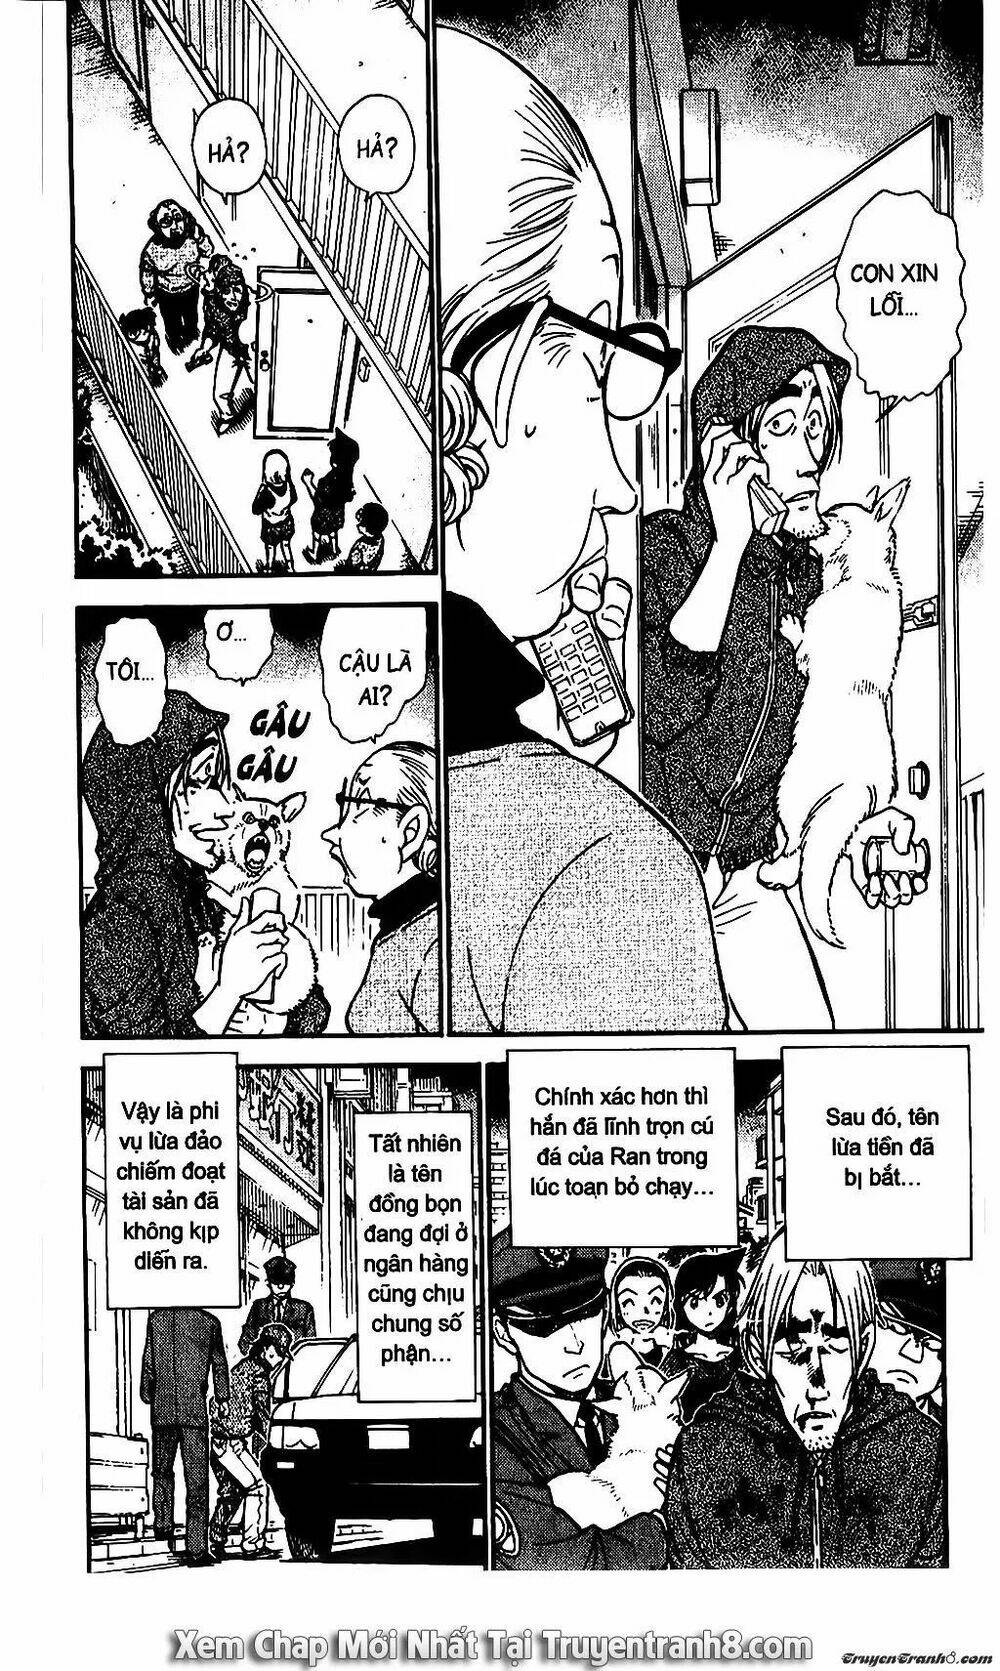 CON XIN
LỖI...
HẢ?
HẢ?
CẬU LÀ
AI?
Ơ...
TÔI...
GÂU
GÂU
Sau đó, tên
lừa tiền đã
bị bắt...
Chính xác hơn thì
hắn đã lĩnh trọn cú
đá của Ran trong
lúc toan bỏ chạy...
Tất nhiên
là tên
đồng bọn
đang đợi ở
ngân hàng
cũng chịu
chung số
phận...
Vậy là phi
vụ lừa đảo
chiếm đoạt
tài sản đã
không kịp
diễn ra.
Xem Chap Mới Nhất Tại Truyentranh8.com
TruyenTranh8.com